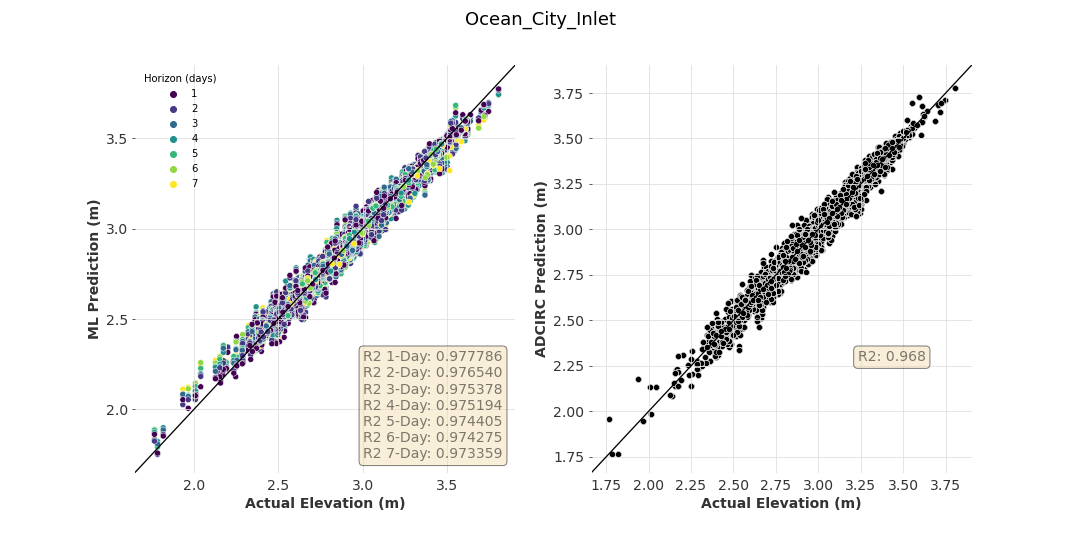 Ocean_City_Inlet
Horizon (days)
1
2
3
4
5
6
7
3.5
3.0
2.5
2.0
ML Prediction (m)
R2 1-Day: 0.977786
R2 2-Day: 0.976540
R2 3-Day: 0.975378
R2 4-Day: 0.975194
R2 5-Day: 0.974405
R2 6-Day: 0.974275
R2 7-Day: 0.973359
2.0 2.5 3.0 3.5
Actual Elevation (m)
3.75
3.50
3.25
3.00
2.75
2.50
2.25
2.00
1.75
ADCIRC Prediction (m)
R2: 0.968
1.75 2.00 2.25 2.50 2.75 3.00 3.25 3.50 3.75
Actual Elevation (m)